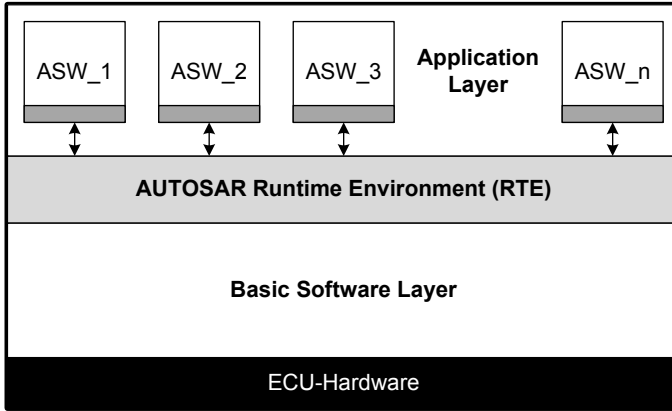 ASW_1
ASW_2
ASW_3
Application
Layer
ASW_n
AUTOSAR Runtime Environment (RTE)
Basic Software Layer
ECU-Hardware